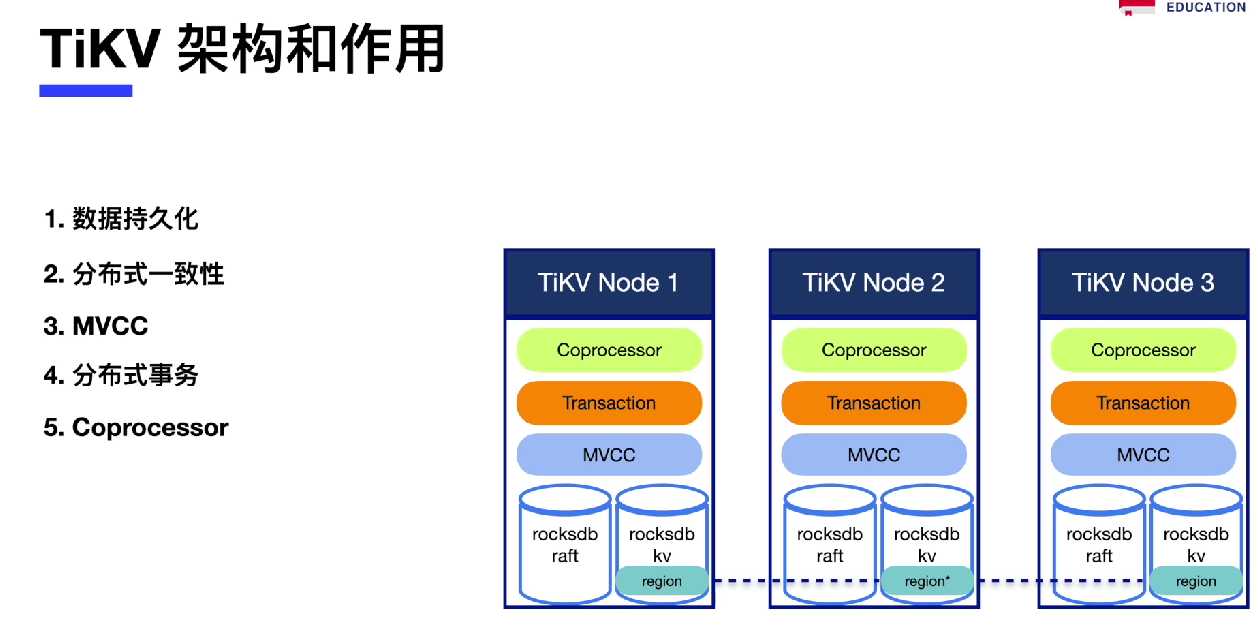 EDUCATION
TiKV 架构和作用
1. 数据持久化
2. 分布式一致性
3. MVCC
4. 分布式事务
5. Coprocessor
TiKV Node 1
Coprocessor
Transaction
MVCC
rocksdb
raft
rocksdb
kv
region
TiKV Node 2
Coprocessor
Transaction
MVCC
rocksdb
raft
rocksdb
kv
region*
TiKV Node 3
Coprocessor
Transaction
MVCC
rocksdb
raft
rocksdb
kv
region